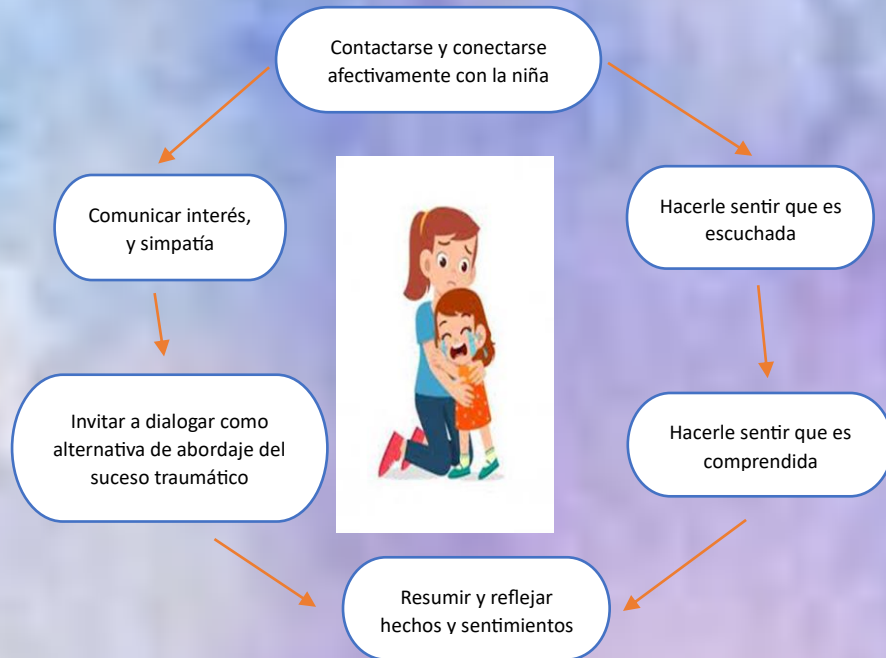 Contactarse y conectarse
afectivamente con la niña
Comunicar interés,
y simpatía
Hacerle sentir que es
escuchada
Invitar a dialogar como
alternativa de abordaje del
suceso traumático
Hacerle sentir que es
comprendida
Resumir y reflejar
hechos y sentimientos